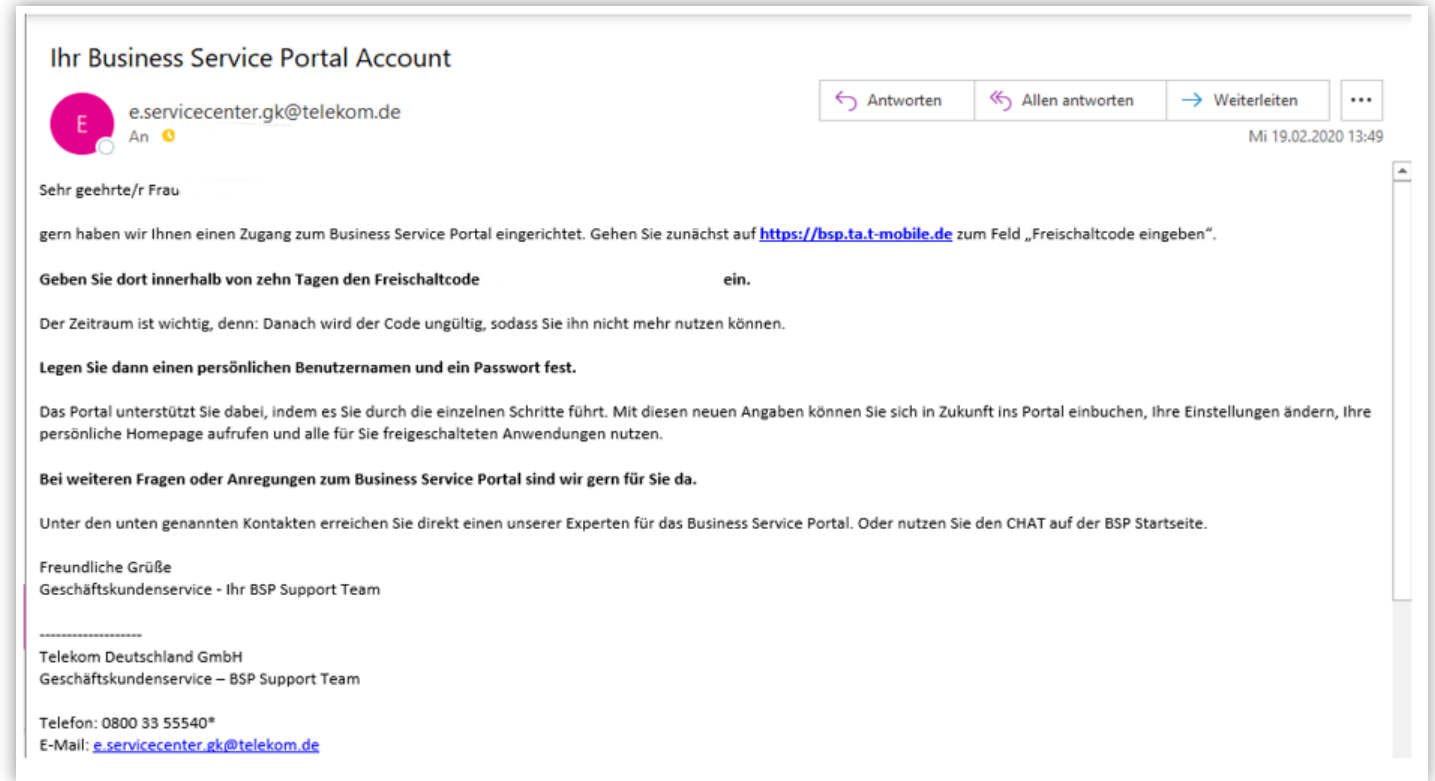 Ihr Business Service Portal Account
E
e.servicecenter.gk@telekom.de
An
Antworten
Allen antworten
Weiterleiten
...
Mi 19.02.2020 13:49
Sehr geehrte/r Frau
gern haben wir Ihnen einen Zugang zum Business Service Portal eingerichtet. Gehen Sie zunächst auf https://bsp.ta.t-mobile.de zum Feld „Freischaltcode eingeben“.
Geben Sie dort innerhalb von zehn Tagen den Freischaltcode ein.
Der Zeitraum ist wichtig, denn: Danach wird der Code ungültig, sodass Sie ihn nicht mehr nutzen können.
Legen Sie dann einen persönlichen Benutzernamen und ein Passwort fest.
Das Portal unterstützt Sie dabei, indem es Sie durch die einzelnen Schritte führt. Mit diesen neuen Angaben können Sie sich in Zukunft ins Portal einbuchen, Ihre Einstellungen ändern, Ihre
persönliche Homepage aufrufen und alle für Sie freigeschalteten Anwendungen nutzen.
Bei weiteren Fragen oder Anregungen zum Business Service Portal sind wir gern für Sie da.
Unter den unten genannten Kontakten erreichen Sie direkt einen unserer Experten für das Business Service Portal. Oder nutzen Sie den CHAT auf der BSP Startseite.
Freundliche Grüße
Geschäftskundenservice - Ihr BSP Support Team
-------------------
Telekom Deutschland GmbH
Geschäftskundenservice – BSP Support Team
Telefon: 0800 33 55540*
E-Mail: e.servicecenter.gk@telekom.de